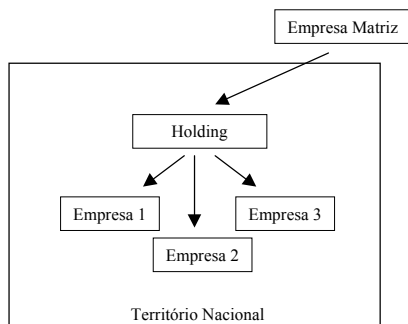 Empresa Matriz
Holding
Empresa 1
Empresa 3
Empresa 2
Território Nacional